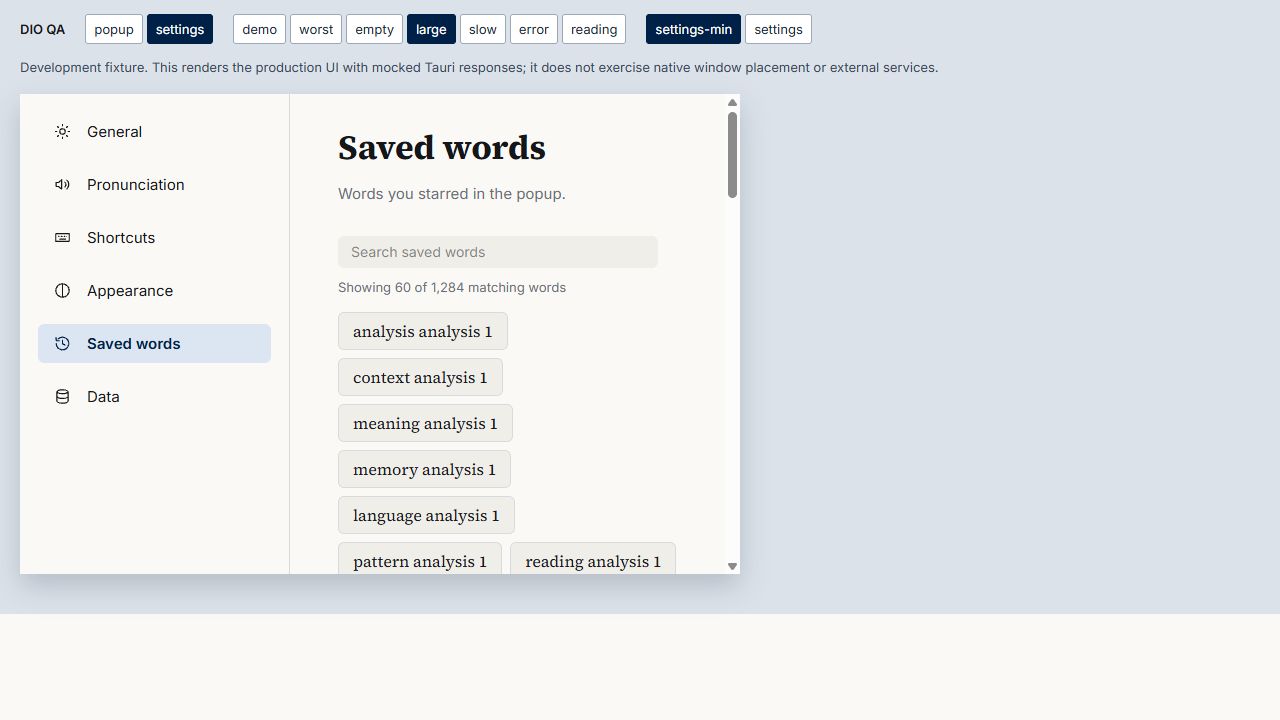 DIO QA popup settings demo worst empty large slow error reading settings-min settings
Development fixture. This renders the production UI with mocked Tauri responses; it does not exercise native window placement or external services.
General
Pronunciation
Shortcuts
Appearance
Saved words
Data
Saved words
Words you starred in the popup.
Search saved words
Showing 60 of 1,284 matching words
analysis analysis 1
context analysis 1
meaning analysis 1
memory analysis 1
language analysis 1
pattern analysis 1 reading analysis 1